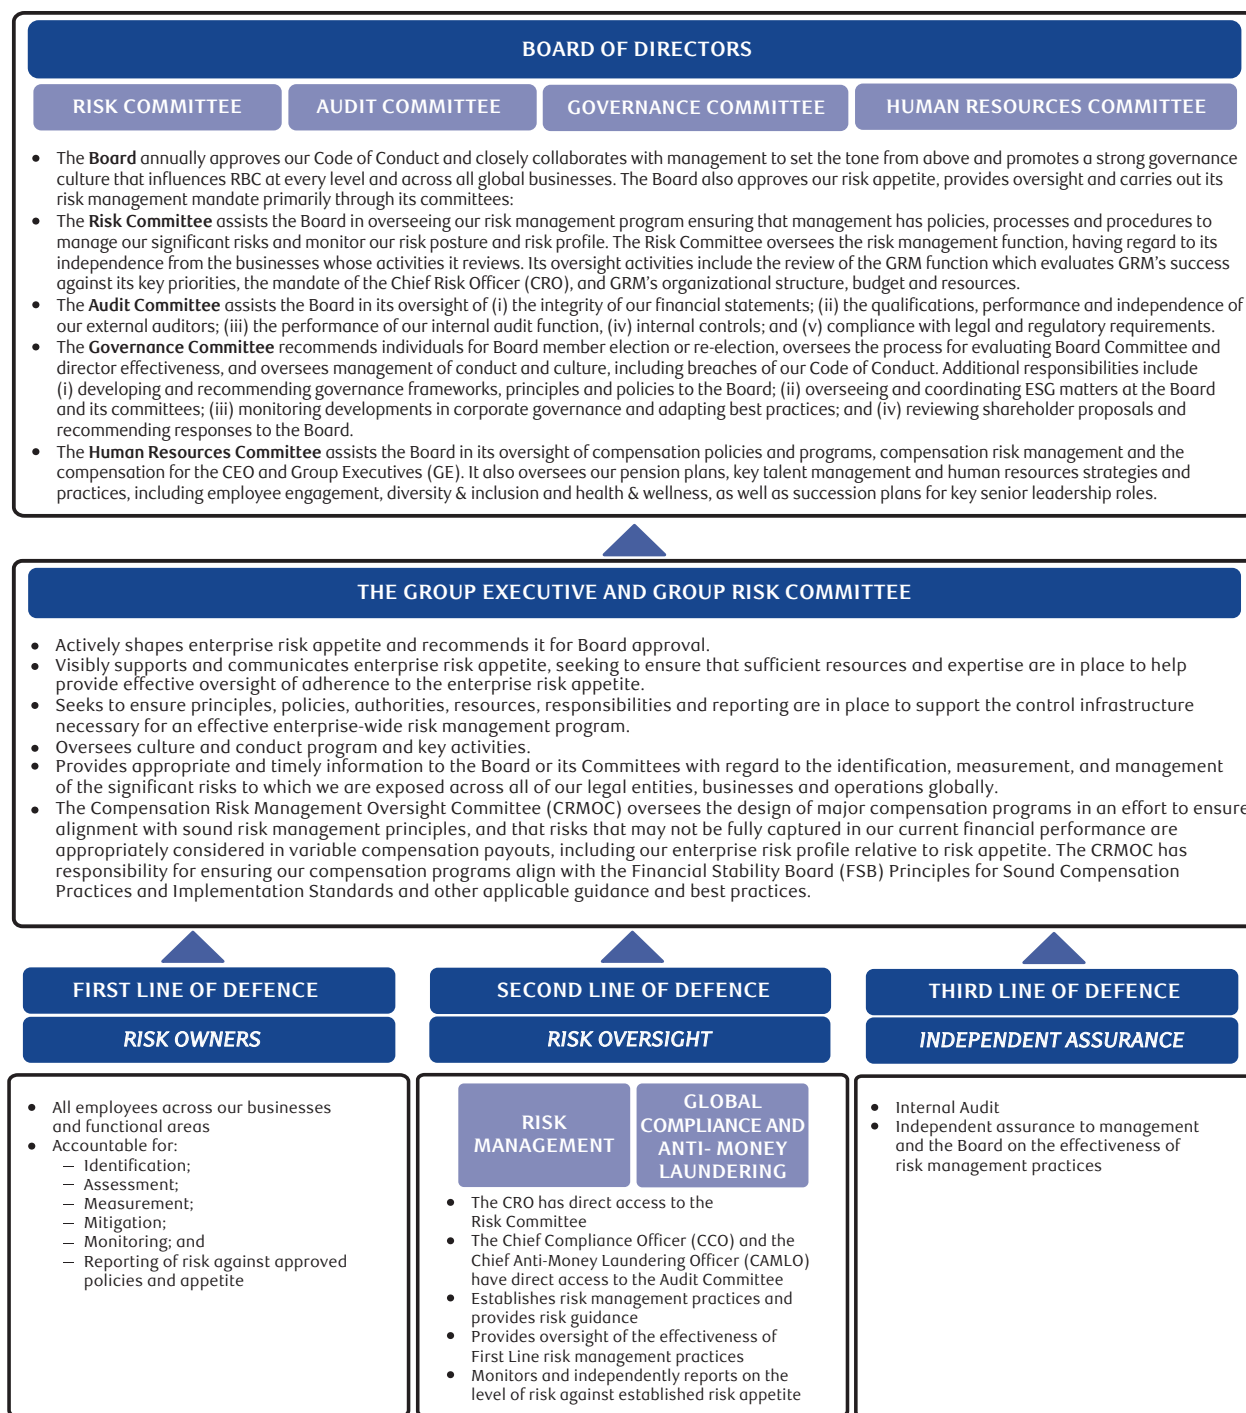 BOARD OF DIRECTORS
RISK COMMITTEE
AUDIT COMMITTEE
GOVERNANCE COMMITTEE
HUMAN RESOURCES COMMITTEE
• The Board annually approves our Code of Conduct and closely collaborates with management to set the tone from above and promotes a strong governance
culture that influences RBC at every level and across all global businesses. The Board also approves our risk appetite, provides oversight and carries out its
risk management mandate primarily through its committees:
• The Risk Committee assists the Board in overseeing our risk management program ensuring that management has policies, processes and procedures to
manage our significant risks and monitor our risk posture and risk profile. The Risk Committee oversees the risk management function, having regard to its
independence from the businesses whose activities it reviews. Its oversight activities include the review of the GRM function which evaluates GRM's success
against its key priorities, the mandate of the Chief Risk Officer (CRO), and GRM's organizational structure, budget and resources.
• The Audit Committee assists the Board in its oversight of (i) the integrity of our financial statements; (ii) the qualifications, performance and independence of
our external auditors; (iii) the performance of our internal audit function, (iv) internal controls; and (v) compliance with legal and regulatory requirements.
• The Governance Committee recommends individuals for Board member election or re-election, oversees the process for evaluating Board Committee and
director effectiveness, and oversees management of conduct and culture, including breaches of our Code of Conduct. Additional responsibilities include
(i) developing and recommending governance frameworks, principles and policies to the Board; (ii) overseeing and coordinating ESG matters at the Board
and its committees; (iii) monitoring developments in corporate governance and adapting best practices; and (iv) reviewing shareholder proposals and
recommending responses to the Board.
• The Human Resources Committee assists the Board in its oversight of compensation policies and programs, compensation risk management and the
compensation for the CEO and Group Executives (GE). It also oversees our pension plans, key talent management and human resources strategies and
practices, including employee engagement, diversity & inclusion and health & wellness, as well as succession plans for key senior leadership roles.
THE GROUP EXECUTIVE AND GROUP RISK COMMITTEE
• Actively shapes enterprise risk appetite and recommends it for Board approval.
• Visibly supports and communicates enterprise risk appetite, seeking to ensure that sufficient resources and expertise are in place to help
provide effective oversight of adherence to the enterprise risk appetite.
• Seeks to ensure principles, policies, authorities, resources, responsibilities and reporting are in place to support the control infrastructure
necessary for an effective enterprise-wide risk management program.
• Oversees culture and conduct program and key activities.
• Provides appropriate and timely information to the Board or its Committees with regard to the identification, measurement, and management
of the significant risks to which we are exposed across all of our legal entities, businesses and operations globally.
• The Compensation Risk Management Oversight Committee (CRMOC) oversees the design of major compensation programs in an effort to ensure
alignment with sound risk management principles, and that risks that may not be fully captured in our current financial performance are
appropriately considered in variable compensation payouts, including our enterprise risk profile relative to risk appetite. The CRMOC has
responsibility for ensuring our compensation programs align with the Financial Stability Board (FSB) Principles for Sound Compensation
Practices and Implementation Standards and other applicable guidance and best practices.
FIRST LINE OF DEFENCE
RISK OWNERS
• All employees across our businesses
and functional areas
• Accountable for:
– Identification;
– Assessment;
– Measurement;
– Mitigation;
– Monitoring; and
– Reporting of risk against approved
policies and appetite
SECOND LINE OF DEFENCE
RISK OVERSIGHT
RISK
MANAGEMENT
GLOBAL
COMPLIANCE AND
ANTI- MONEY
LAUNDERING
• The CRO has direct access to the
Risk Committee
• The Chief Compliance Officer (CCO) and the
Chief Anti-Money Laundering Officer (CAMLO)
have direct access to the Audit Committee
• Establishes risk management practices and
provides risk guidance
• Provides oversight of the effectiveness of
First Line risk management practices
• Monitors and independently reports on the
level of risk against established risk appetite
THIRD LINE OF DEFENCE
INDEPENDENT ASSURANCE
• Internal Audit
• Independent assurance to management
and the Board on the effectiveness of
risk management practices